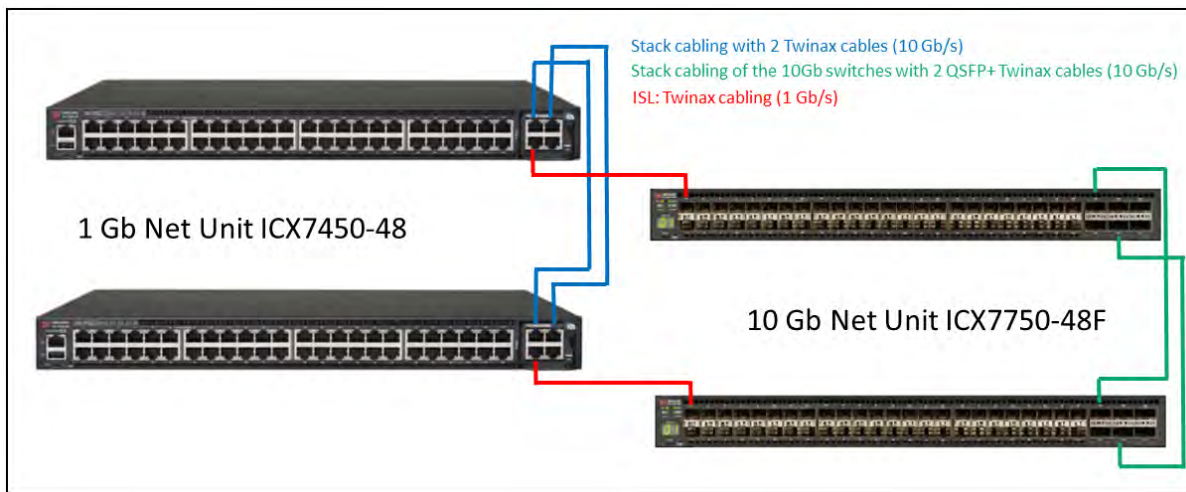 Stack cabling with 2 Twinax cables (10 Gb/s)
Stack cabling of the 10Gb switches with 2 QSFP+ Twinax cables (10 Gb/s)
ISL: Twinax cabling (1 Gb/s)
1 Gb Net Unit ICX7450-48
10 Gb Net Unit ICX7750-48F